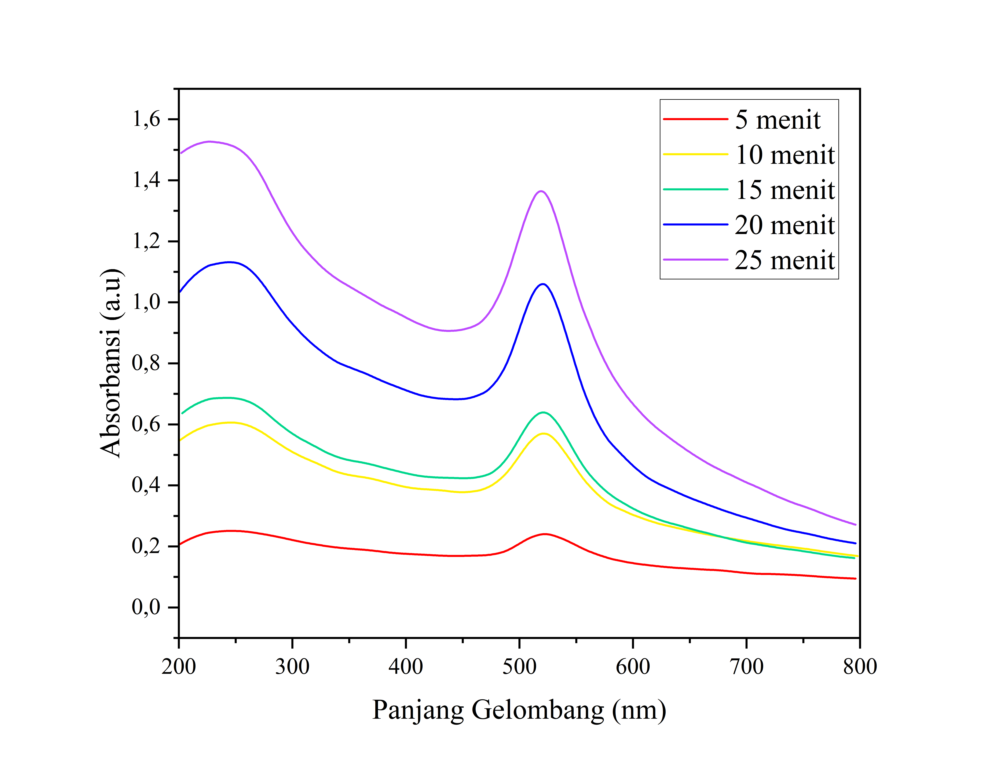 1,6
1,4
1,2
1,0
0,8
0,6
0,4
0,2
0,0
Absorbansi (a.u)
5 menit
10 menit
15 menit
20 menit
25 menit
200 300 400 500 600 700 800
Panjang Gelombang (nm)